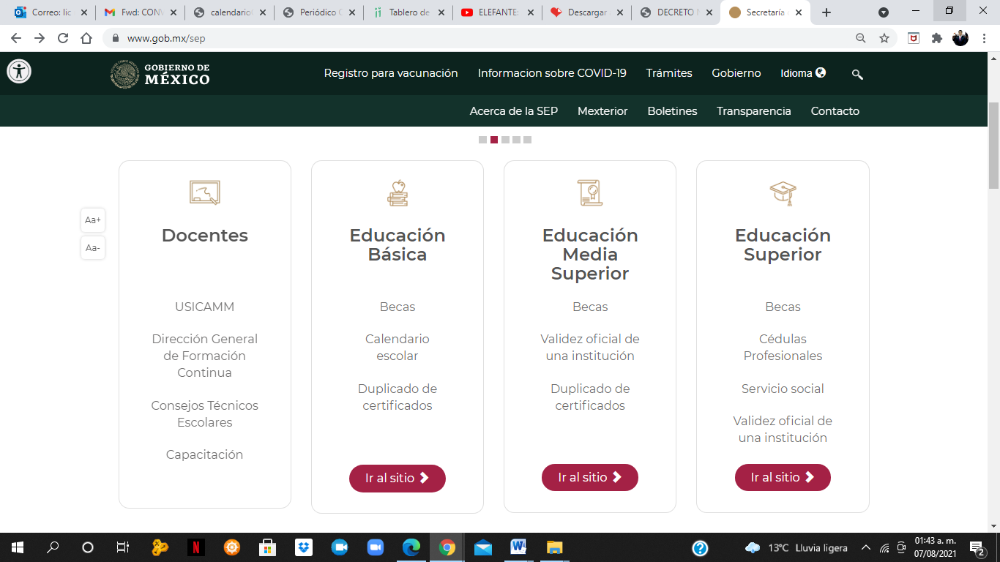 Correo: lic
Fwd: CONV
calendario
Periódico
Tablero de
ELEFANTE:
Descargar
DECRETO
Secretaría
www.gob.mx/sep
GOBIERNO DE
MÉXICO
Registro para vacunación
Informacion sobre COVID-19
Trámites
Gobierno
Idioma
Acerca de la SEP
Mexterior
Boletines
Transparencia
Contacto
Aa+
Aa-
Docentes
USICAMM
Dirección General
de Formación
Continua
Consejos Técnicos
Escolares
Capacitación
Educación
Básica
Becas
Calendario
escolar
Duplicado de
certificados
Ir al sitio
Educación
Media
Superior
Becas
Validez oficial de
una institución
Duplicado de
certificados
Ir al sitio
Educación
Superior
Becas
Cédulas
Profesionales
Servicio social
Validez oficial de
una institución
Ir al sitio
13°C Lluvia ligera
01:43 a. m.
07/08/2021
2